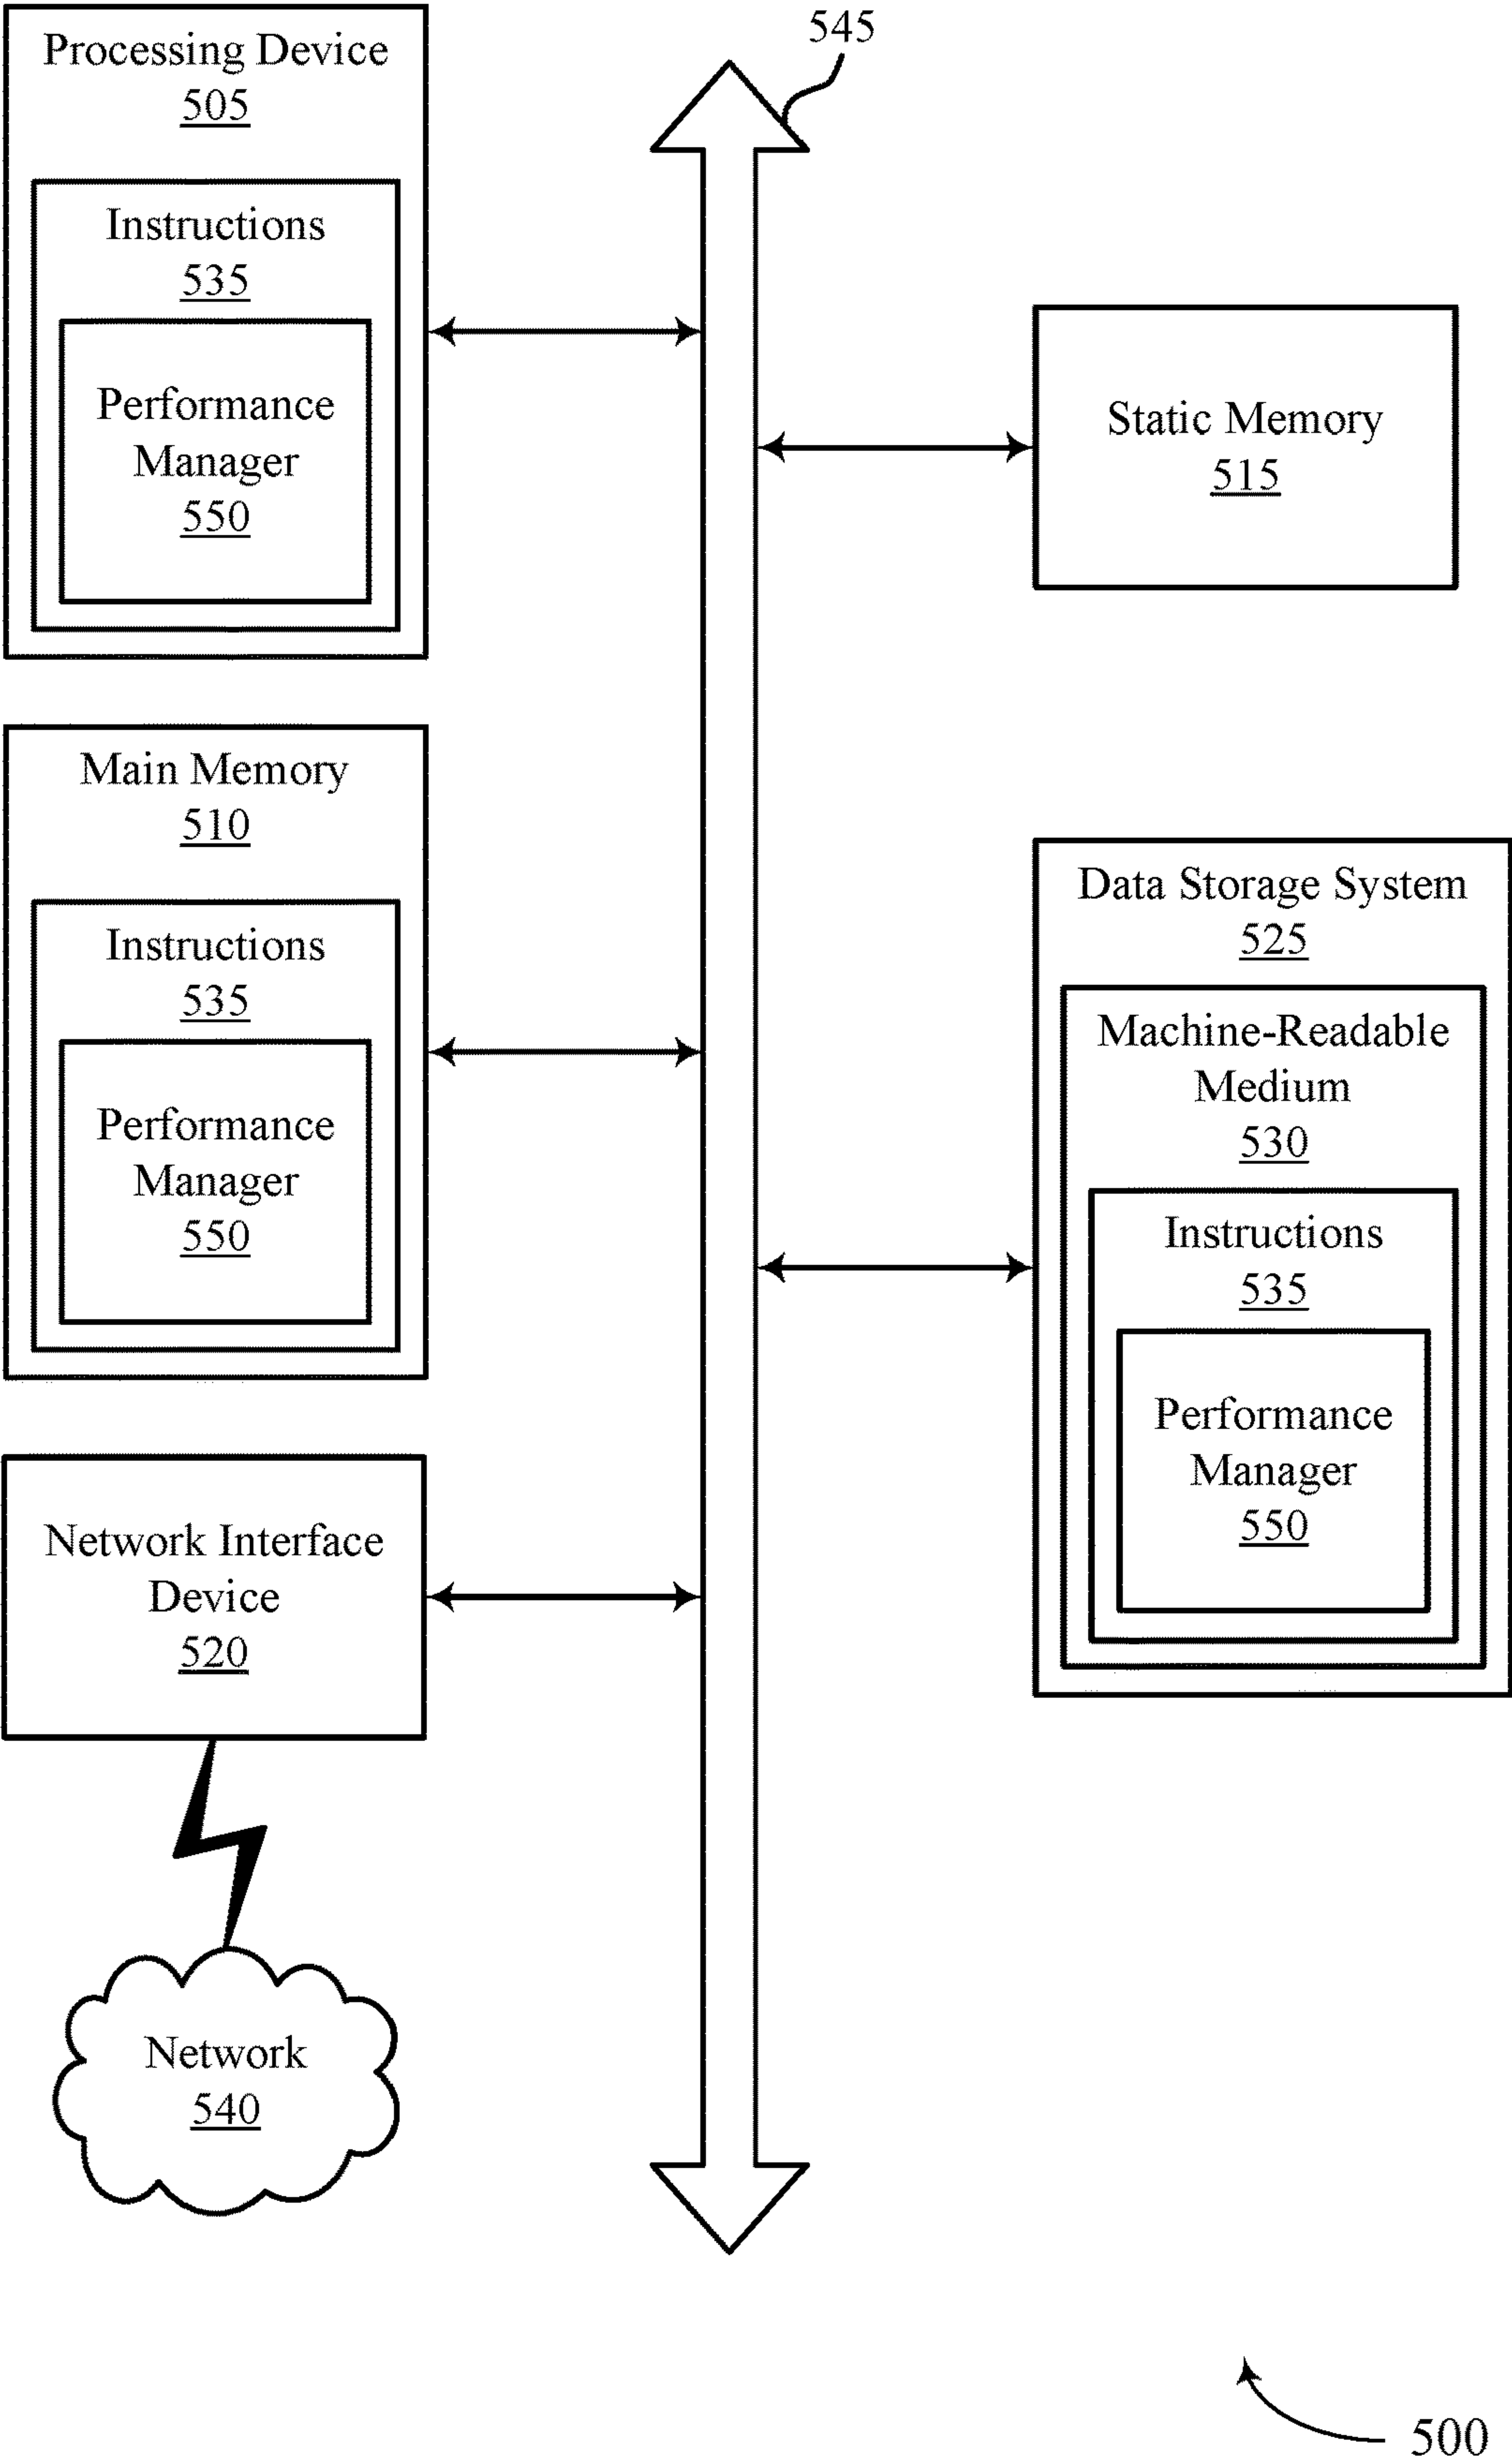 545
Processing Device
505
Instructions
535
Performance
Manager
550
Static Memory
515
Main Memory
510
Instructions
535
Performance
Manager
550
Data Storage System
525
Machine-Readable
Medium
530
Instructions
535
Performance
Manager
550
Network Interface
Device
520
Network
540
500